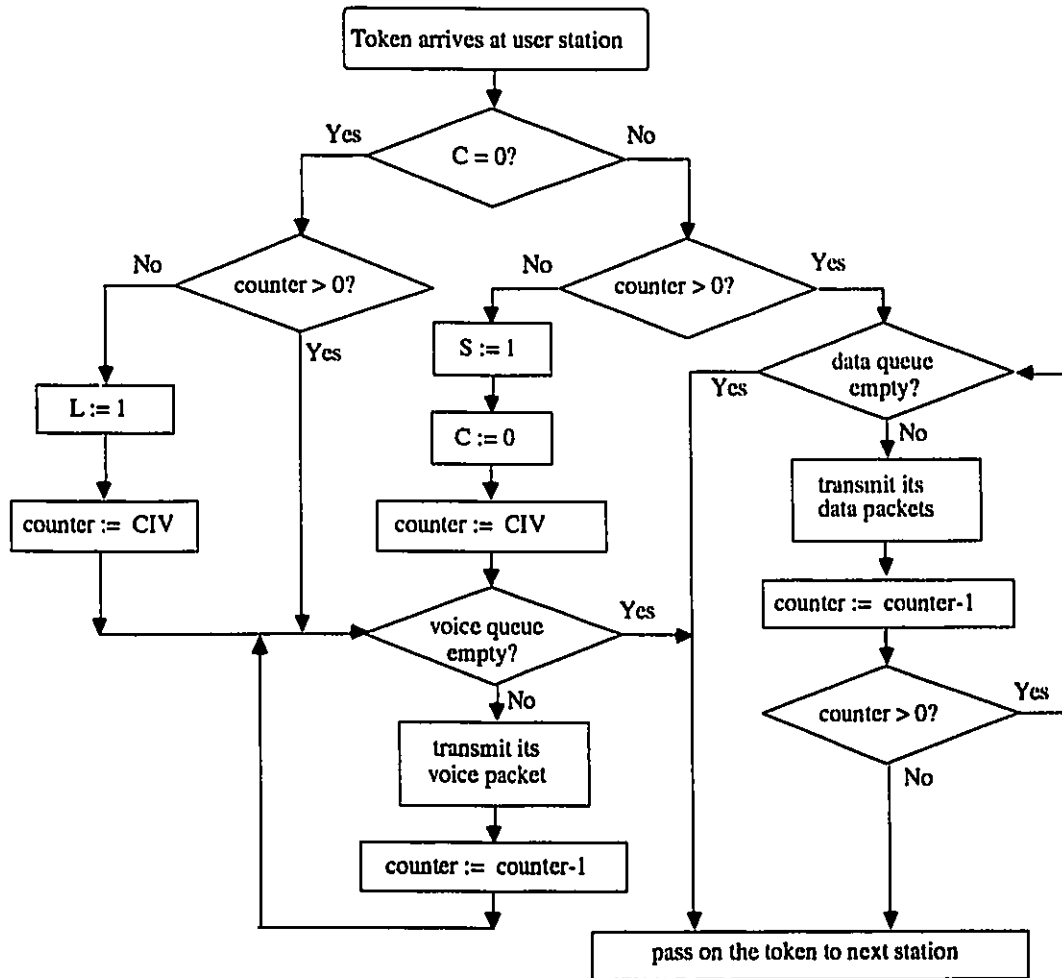 Token arrives at user station
Yes
No
C = 0?
No
counter > 0?
No
counter > 0?
Yes
Yes
S := 1
Yes
data queue
empty?
L := 1
No
C := 0
transmit its
data packets
counter := CIV
counter := CIV
counter := counter-1
voice queue
empty?
Yes
No
counter > 0?
Yes
transmit its
voice packet
No
counter := counter-1
pass on the token to next station